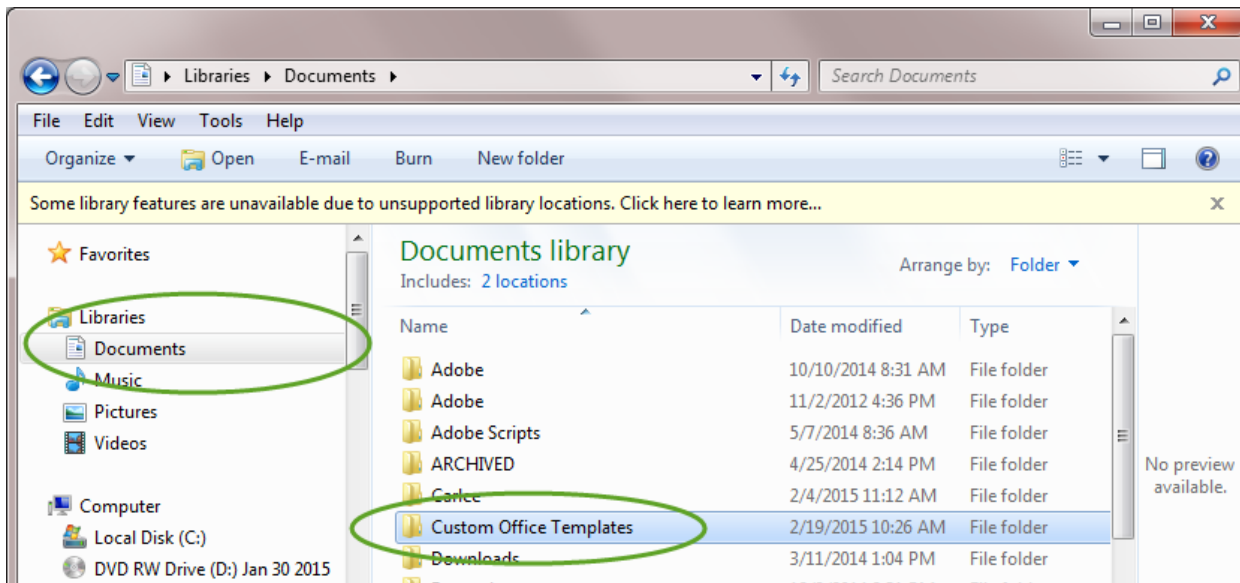 Libraries Documents
Search Documents
File Edit View Tools Help
Organize Open E-mail Burn New folder
Some library features are unavailable due to unsupported library locations. Click here to learn more... x
Favorites
Libraries
Documents
Music
Pictures
Videos
Computer
Local Disk (C:)
DVD RW Drive (D:) Jan 30 2015
Documents library
Includes: 2 locations
Arrange by: Folder
Name Date modified Type
Adobe 10/10/2014 8:31 AM File folder
Adobe 11/2/2012 4:36 PM File folder
Adobe Scripts 5/7/2014 8:36 AM File folder
ARCHIVED 4/25/2014 2:14 PM File folder
Carlee 2/4/2015 11:12 AM File folder
Custom Office Templates 2/19/2015 10:26 AM File folder
Downloads 3/11/2014 1:04 PM File folder
No preview
available.